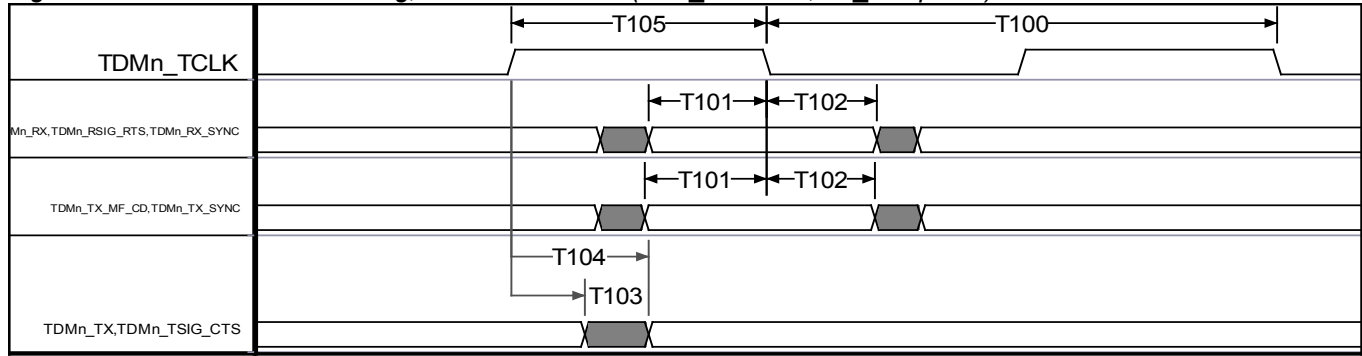 T105 T100
TDMn_TCLK
T101 T102
Mn_RX,TDMn_RSIG_RTS,TDMn_RX_SYNC
T101 T102
TDMn_TX_MF_CD,TDMn_TX_SYNC
T104
T103
TDMn_TX,TDMn_TSIG_CTS